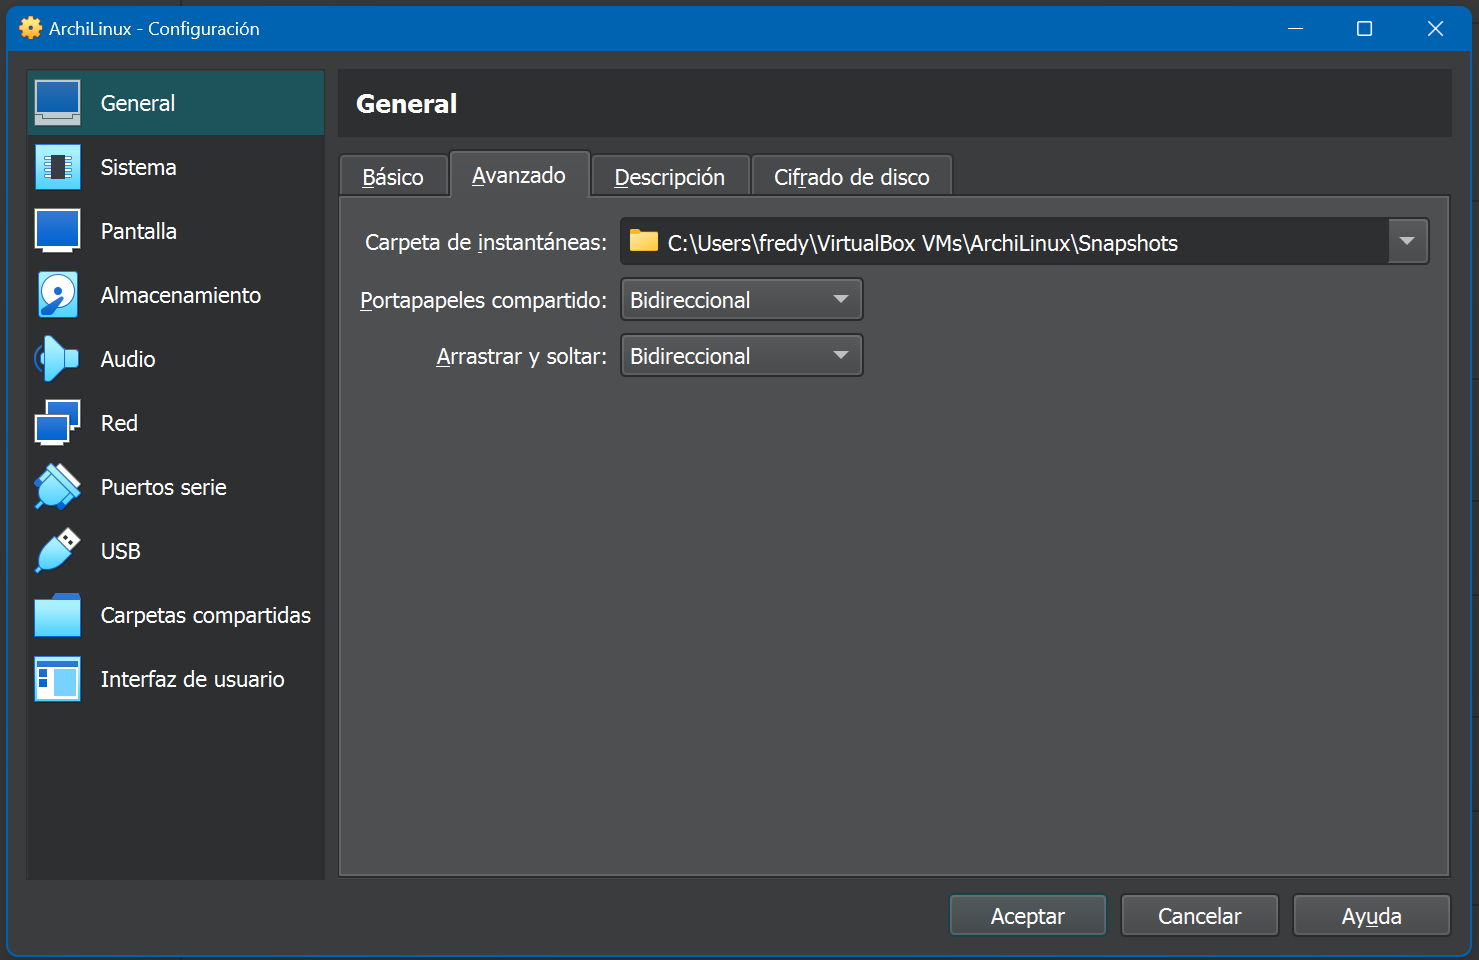 ArchiLinux - Configuración
General
Sistema
Pantalla
Almacenamiento
Audio
Red
Puertos serie
USB
Carpetas compartidas
Interfaz de usuario
General
Básico Avanzado Descripción Cifrado de disco
Carpeta de instantáneas: C:\Users\fredy\VirtualBox VMs\ArchiLinux\Snapshots
Portapapeles compartido: Bidireccional
Arrastrar y soltar: Bidireccional
Aceptar Cancelar Ayuda